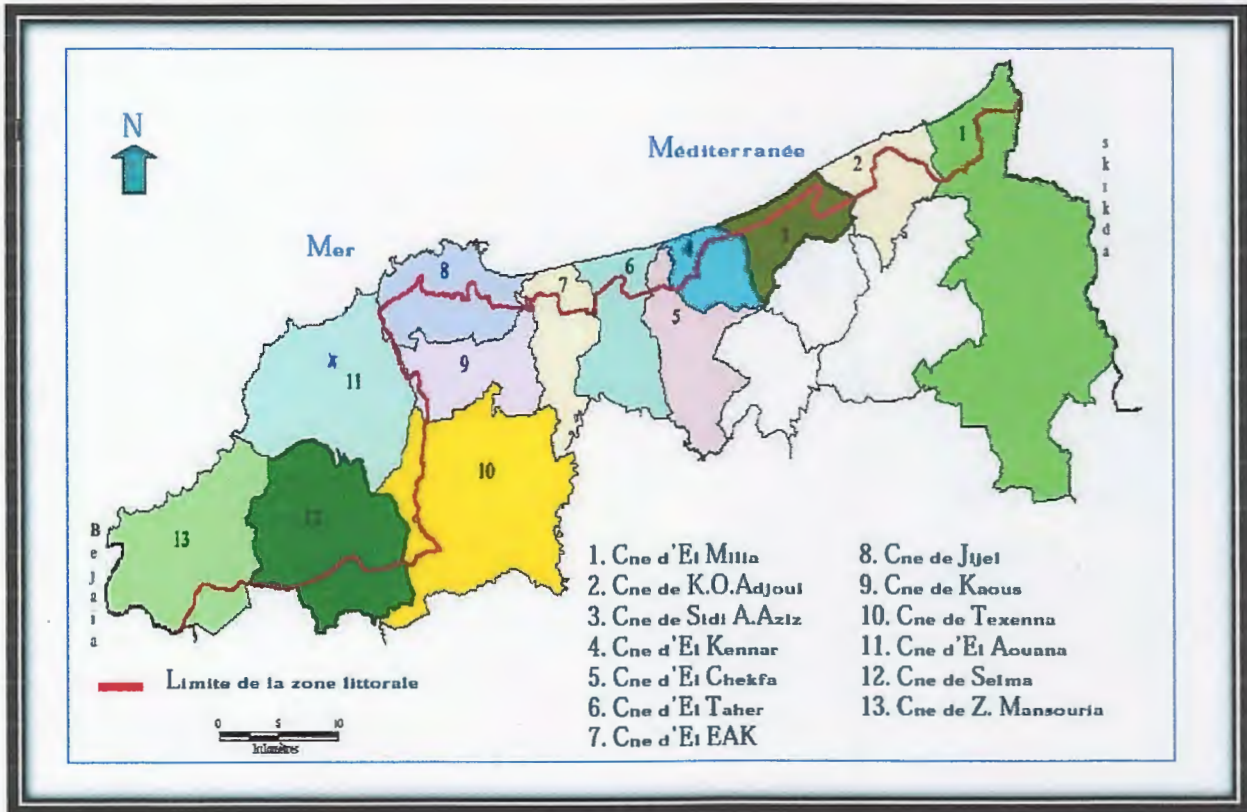 N
Mer
Méditerranée
skikda
Bejaia
1
2
3
4
5
6
7
8
9
10
11
12
13
1. Cne d'El Milia
2. Cne de K.O.Adjoul
3. Cne de Sidi A.Aziz
4. Cne d'El Kennar
5. Cne d'El Chekfa
6. Cne d'El Taher
7. Cne d'El EAK
8. Cne de Jijel
9. Cne de Kaous
10. Cne de Texenna
11. Cne d'El Aouana
12. Cne de Selma
13. Cne de Z. Mansouria
Limite de la zone littorale
0 5 10
kilomètres